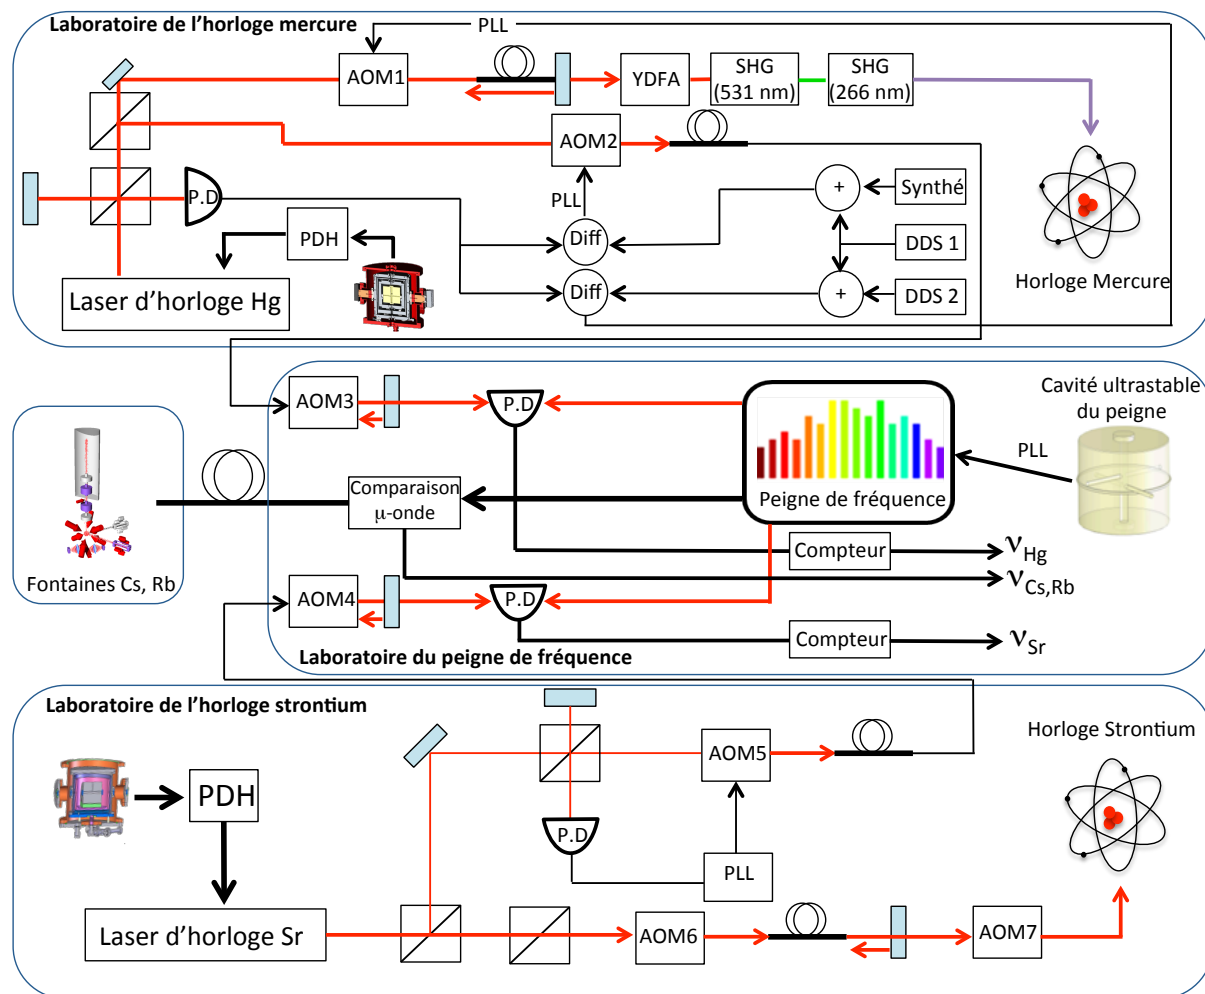 Laboratoire de l’horloge mercure
PLL
AOM1
YDFA
SHG
(531 nm)
SHG
(266 nm)
AOM2
P.D
PLL
+
Synthé
PDH
Diff
DDS 1
Laser d’horloge Hg
Diff
+
DDS 2
Horloge Mercure
AOM3
P.D
Cavité ultrastable
du peigne
PLL
Comparaison
μ-onde
Peigne de fréquence
Fontaines Cs, Rb
Compteur
νHg
νCs,Rb
AOM4
P.D
Compteur
νSr
Laboratoire du peigne de fréquence
Laboratoire de l’horloge strontium
Horloge Strontium
AOM5
PDH
P.D
PLL
Laser d’horloge Sr
AOM6
AOM7